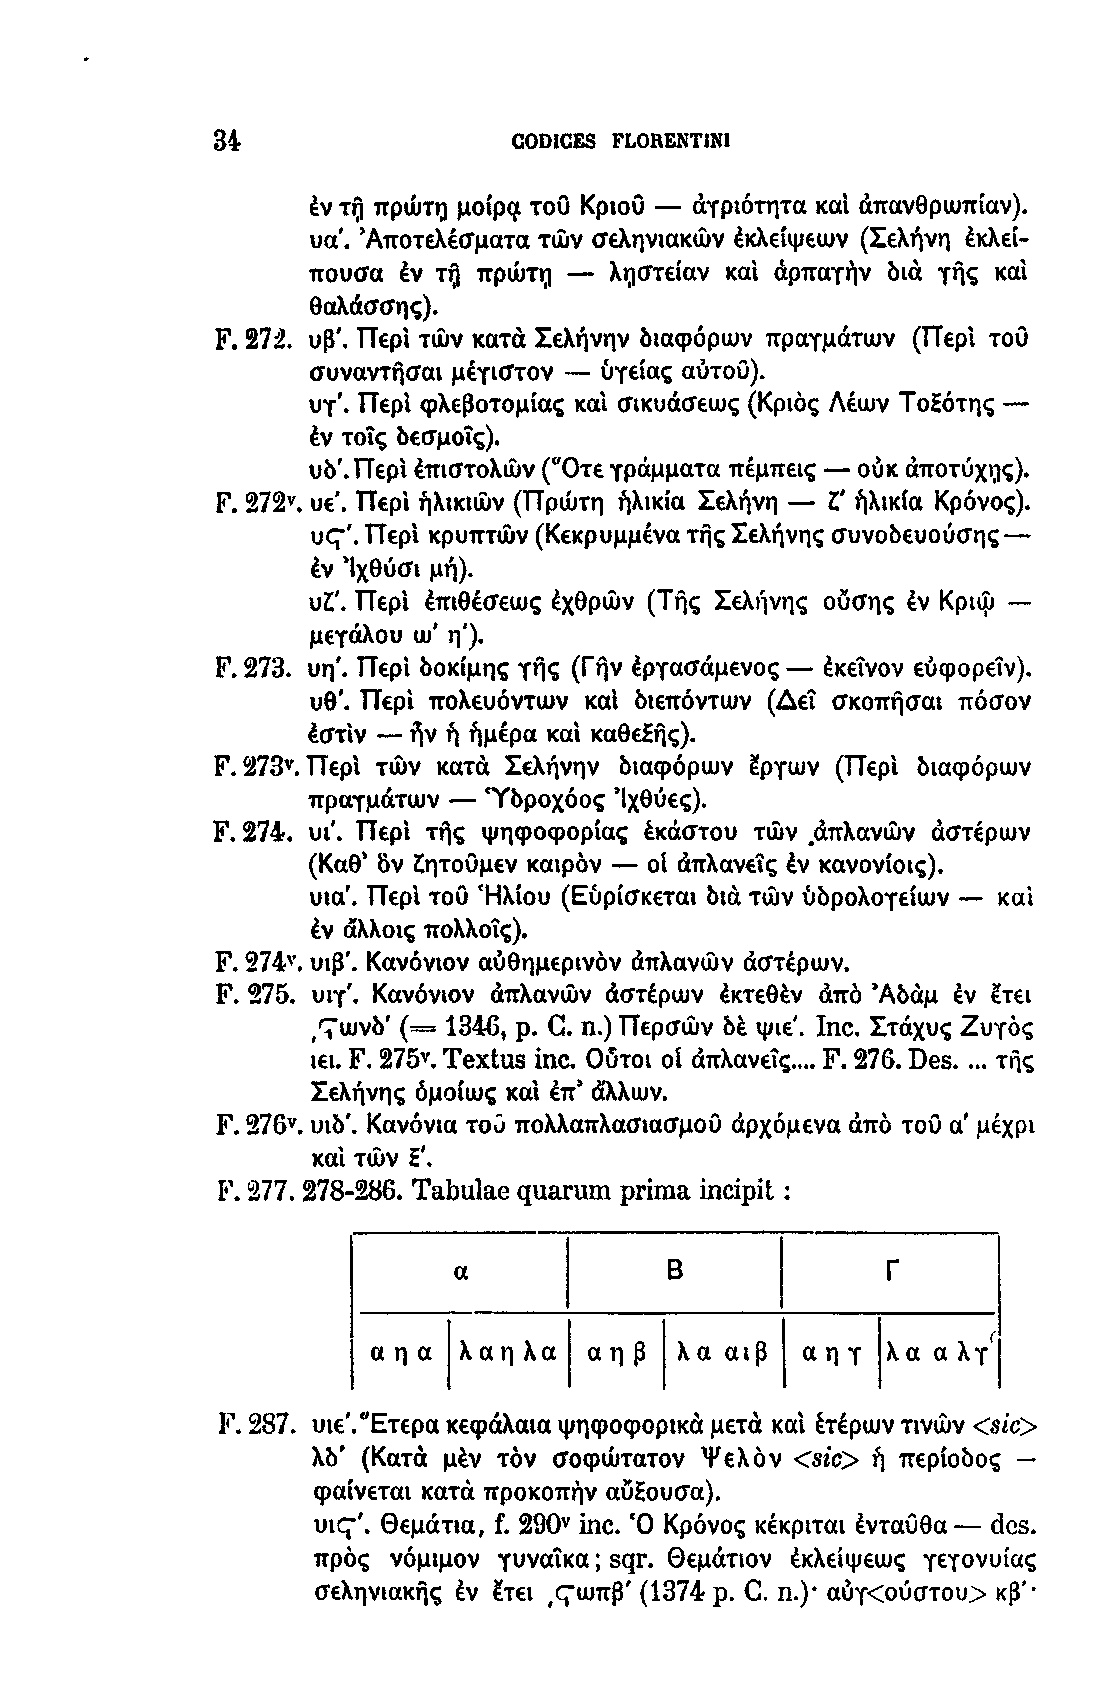 34 CODICES FLORENTINI
ἐν τῇ πρώτῃ μοίρᾳ τοῦ Κριοῦ — ἀγριότητα καὶ ἀπανθρωπίαν).
υα'. Ἀποτελέσματα τῶν σεληνιακῶν ἐκλείψεων (Σελήνη ἐκλεί-
πουσα ἐν τῇ πρώτῃ — λῃστείαν καὶ ἁρπαγὴν διὰ γῆς καὶ
θαλάσσης).
F. 272. υβ'. Περὶ τῶν κατὰ Σελήνην διαφόρων πραγμάτων (Περὶ τοῦ
συναντῆσαι μέγιστον — ὑγείας αὐτοῦ).
υγ'. Περὶ φλεβοτομίας καὶ σικυάσεως (Κριὸς Λέων Τοξότης —
ἐν τοῖς δεσμοῖς).
υδ'. Περὶ ἐπιστολῶν (Ὅτε γράμματα πέμπεις — οὐκ ἀποτύχῃς).
F. 272ᵛ. υε'. Περὶ ἡλικιῶν (Πρώτη ἡλικία Σελήνη — ζ' ἡλικία Κρόνος).
υϛ'. Περὶ κρυπτῶν (Κεκρυμμένα τῆς Σελήνης συνοδευούσης —
ἐν Ἰχθύσι μή).
υζ'. Περὶ ἐπιθέσεως ἐχθρῶν (Τῆς Σελήνης οὔσης ἐν Κριῷ —
μεγάλου ω' η').
F. 273. υη'. Περὶ δοκίμης γῆς (Γῆν ἐργασάμενος — ἐκεῖνον εὐφορεῖν).
υθ'. Περὶ πολευόντων καὶ διεπόντων (Δεῖ σκοπῆσαι πόσον
ἐστὶν — ἦν ἡ ἡμέρα καὶ καθεξῆς).
F. 273ᵛ. Περὶ τῶν κατὰ Σελήνην διαφόρων ἔργων (Περὶ διαφόρων
πραγμάτων — Ὑδροχόος Ἰχθύες).
F. 274. υι'. Περὶ τῆς ψηφοφορίας ἑκάστου τῶν ἀπλανῶν ἀστέρων
(Καθ' ὃν ζητοῦμεν καιρὸν — οἱ ἀπλανεῖς ἐν κανονίοις).
υια'. Περὶ τοῦ Ἡλίου (Εὑρίσκεται διὰ τῶν ὑδρολογείων — καὶ
ἐν ἄλλοις πολλοῖς).
F. 274ᵛ. υιβ'. Κανόνιον αὐθημερινὸν ἀπλανῶν ἀστέρων.
F. 275. υιγ'. Κανόνιον ἀπλανῶν ἀστέρων ἐκτεθὲν ἀπὸ Ἀδὰμ ἐν ἔτει
͵ϛωνδ' (= 1346, p. C. n.) Περσῶν δὲ ψιε'. Inc. Στάχυς Ζυγὸς
ιει. F. 275ᵛ. Textus inc. Οὗτοι οἱ ἀπλανεῖς.... F. 276. Des. ... τῆς
Σελήνης ὁμοίως καὶ ἐπ' ἄλλων.
F. 276ᵛ. υιδ'. Κανόνια τοῦ πολλαπλασιασμοῦ ἀρχόμενα ἀπὸ τοῦ α' μέχρι
καὶ τῶν ξ'.
F. 277. 278-286. Tabulae quarum prima incipit :
α Β Γ
α η α λ α η λ α α η β λ α αιβ α η γ λ α α λ γ
F. 287. υιε'. Ἕτερα κεφάλαια ψηφοφορικὰ μετὰ καὶ ἑτέρων τινῶν <sic>
λδ' (Κατὰ μὲν τὸν σοφώτατον Ψελὸν <sic> ἡ περίοδος —
φαίνεται κατὰ προκοπὴν αὔξουσα).
υιϛ'. Θεμάτια, f. 290ᵛ inc. Ὁ Κρόνος κέκριται ἐνταῦθα — des.
πρὸς νόμιμον γυναῖκα; sqr. Θεμάτιον ἐκλείψεως γεγονυίας
σεληνιακῆς ἐν ἔτει ͵ϛωπβ' (1374 p. C. n.)· αὐγ<ούστου> κβ'·